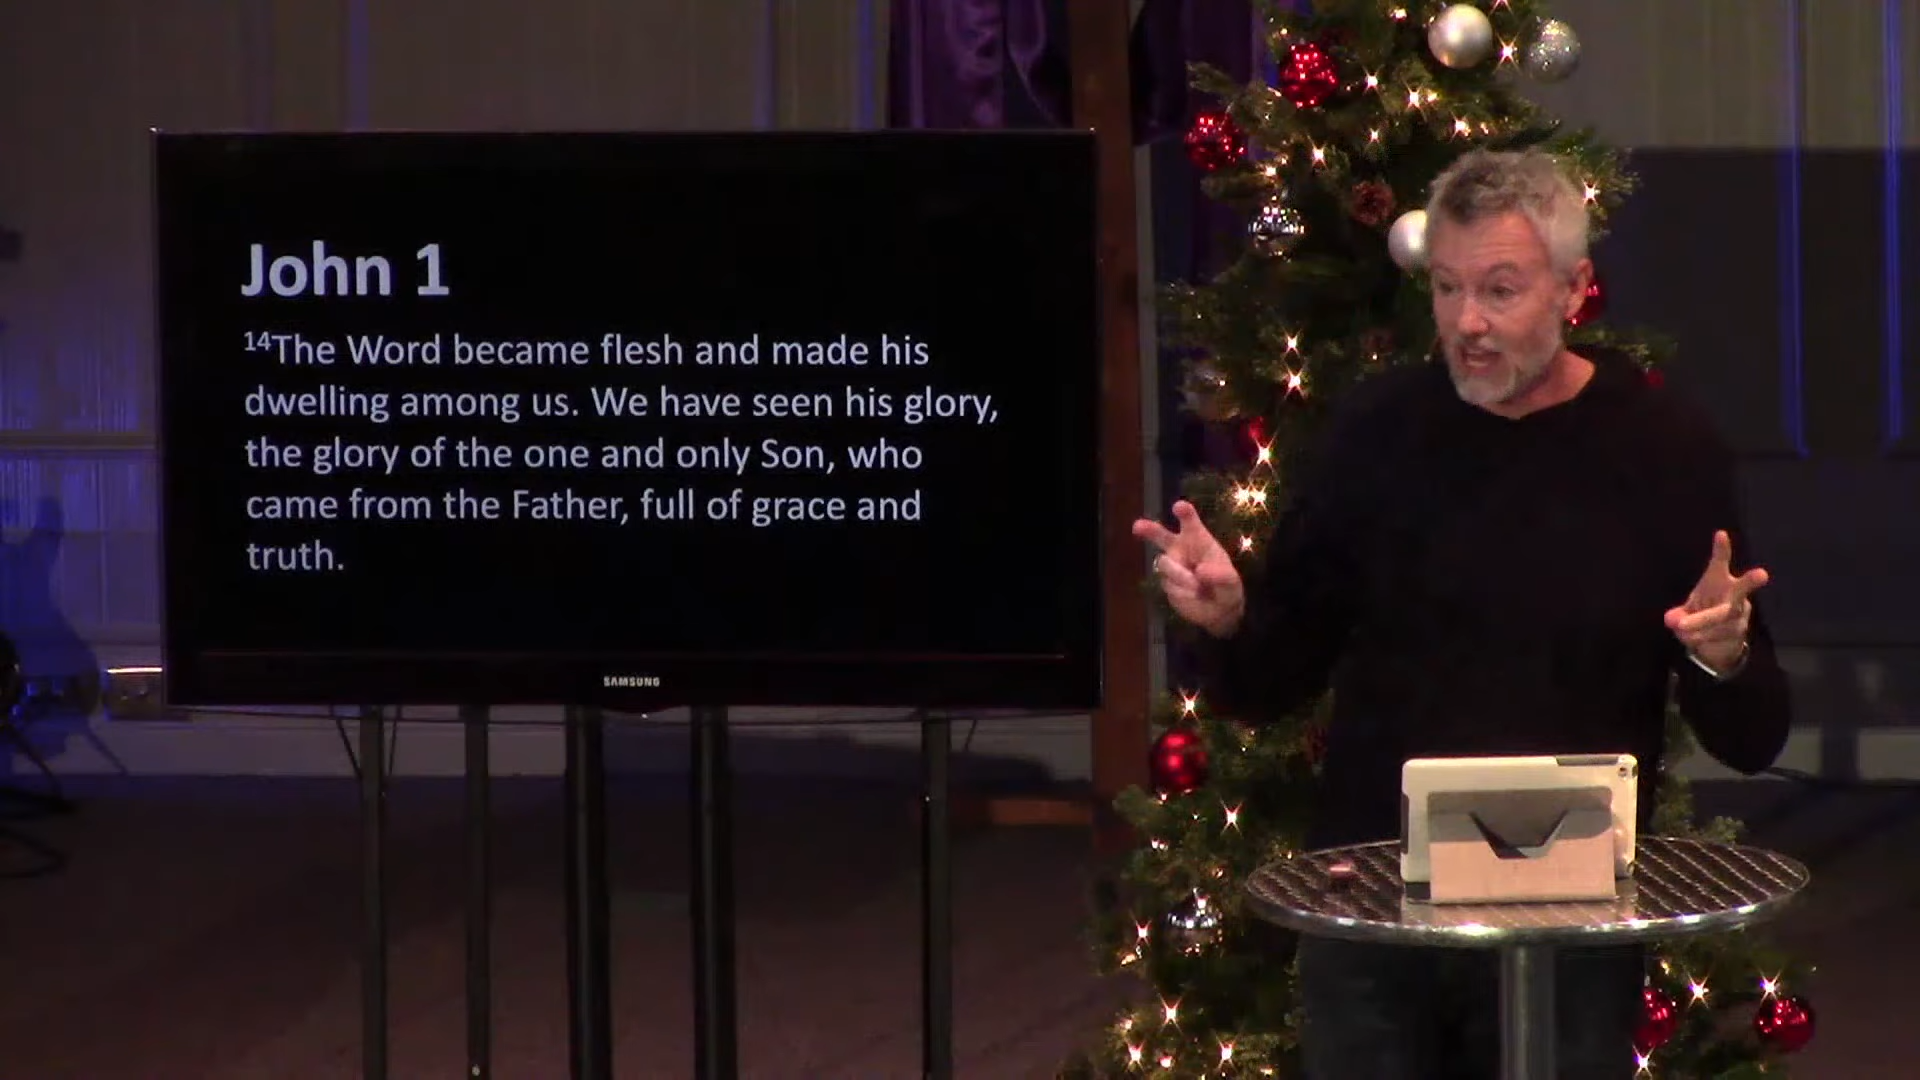 John 1
¹⁴The Word became flesh and made his
dwelling among us. We have seen his glory,
the glory of the one and only Son, who
came from the Father, full of grace and
truth.
SAMSUNG